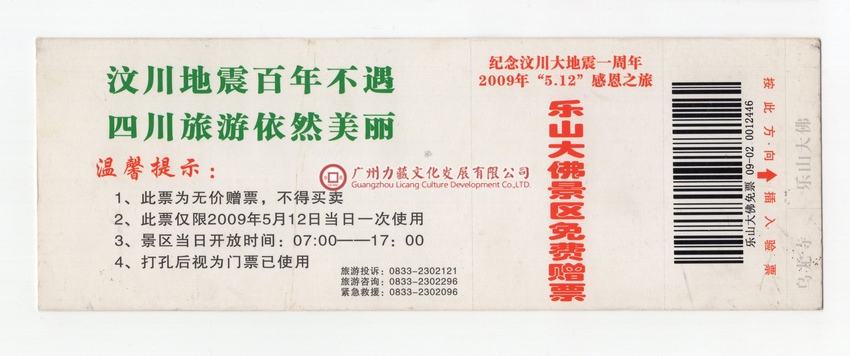 汶川地震百年不遇
四川旅游依然美丽
温馨提示：
1、此票为无价赠票，不得买卖
2、此票仅限2009年5月12日当日一次使用
3、景区当日开放时间：07:00——17：00
4、打孔后视为门票已使用
旅游投诉：0833-2302121
旅游咨询：0833-2302296
紧急救援：0833-2302096
广州力藏文化发展有限公司
Guangzhou Licang Culture Development Co.,LTD.
纪念汶川大地震一周年
2009年“5.12”感恩之旅
乐山大佛景区免费赠票
乐山大佛免票 09-02 0012446
按此方·向
插入验票
乐山大佛